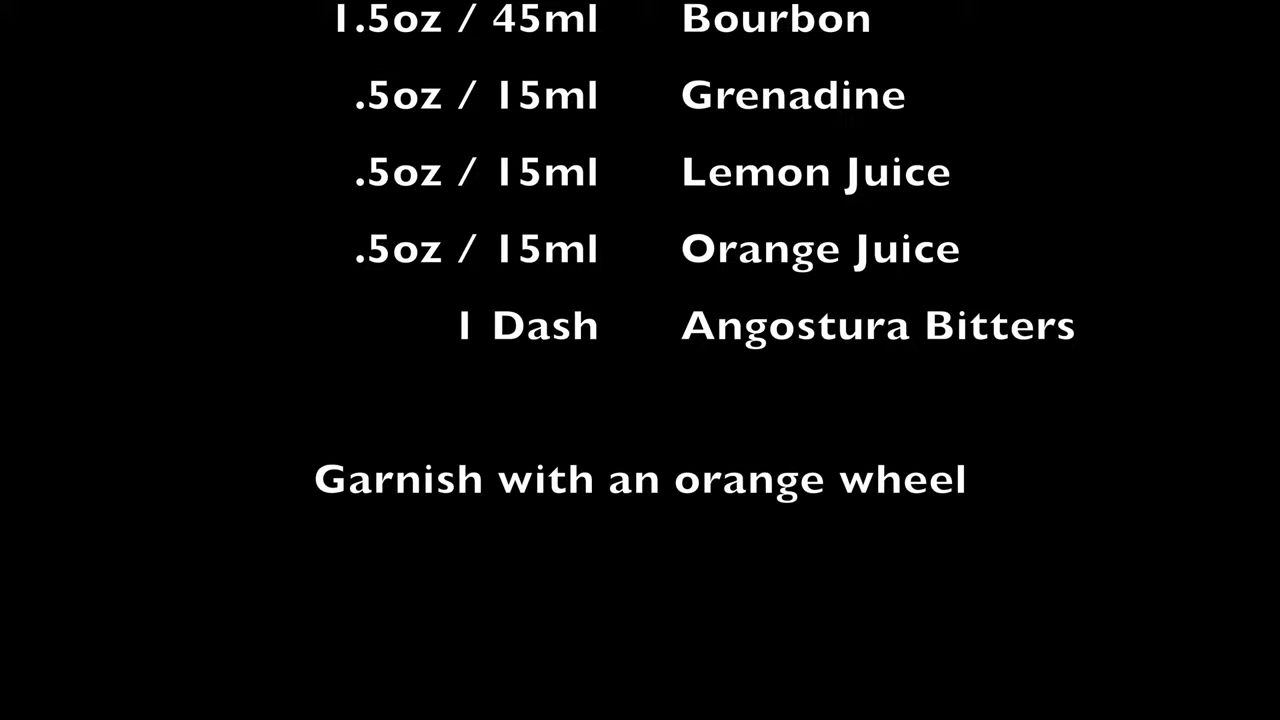 1.5oz / 45ml Bourbon
.5oz / 15ml Grenadine
.5oz / 15ml Lemon Juice
.5oz / 15ml Orange Juice
1 Dash Angostura Bitters
Garnish with an orange wheel